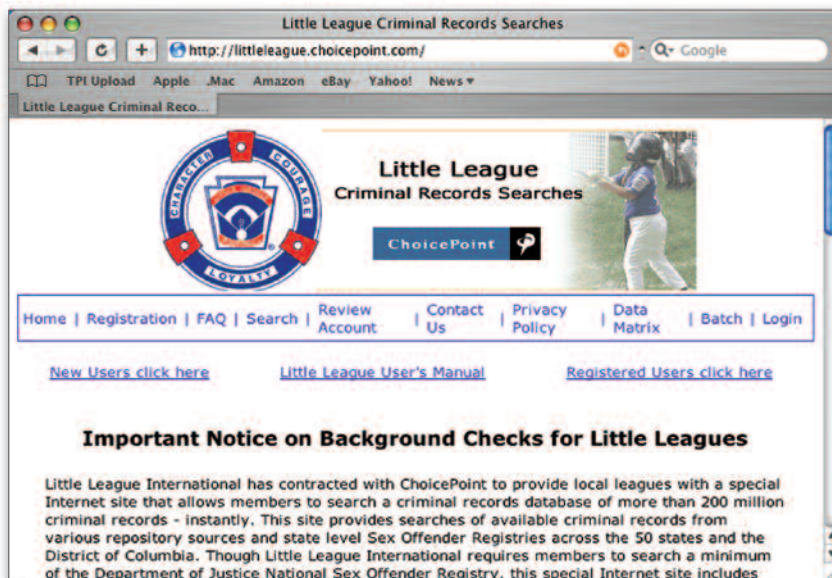 Little League Criminal Records Searches
http://littleleague.choicepoint.com/
Google
TPI Upload Apple .Mac Amazon eBay Yahoo! News
Little League Criminal Reco...
CHARACTER
COURAGE
LOYALTY
Little League
Criminal Records Searches
ChoicePoint
Home | Registration | FAQ | Search | Review Account | Contact Us | Privacy Policy | Data Matrix | Batch | Login
New Users click here Little League User's Manual Registered Users click here
Important Notice on Background Checks for Little Leagues
Little League International has contracted with ChoicePoint to provide local leagues with a special
Internet site that allows members to search a criminal records database of more than 200 million
criminal records - instantly. This site provides searches of available criminal records from
various repository sources and state level Sex Offender Registries across the 50 states and the
District of Columbia. Though Little League International requires members to search a minimum
of the Department of Justice National Sex Offender Registry, this special Internet site includes